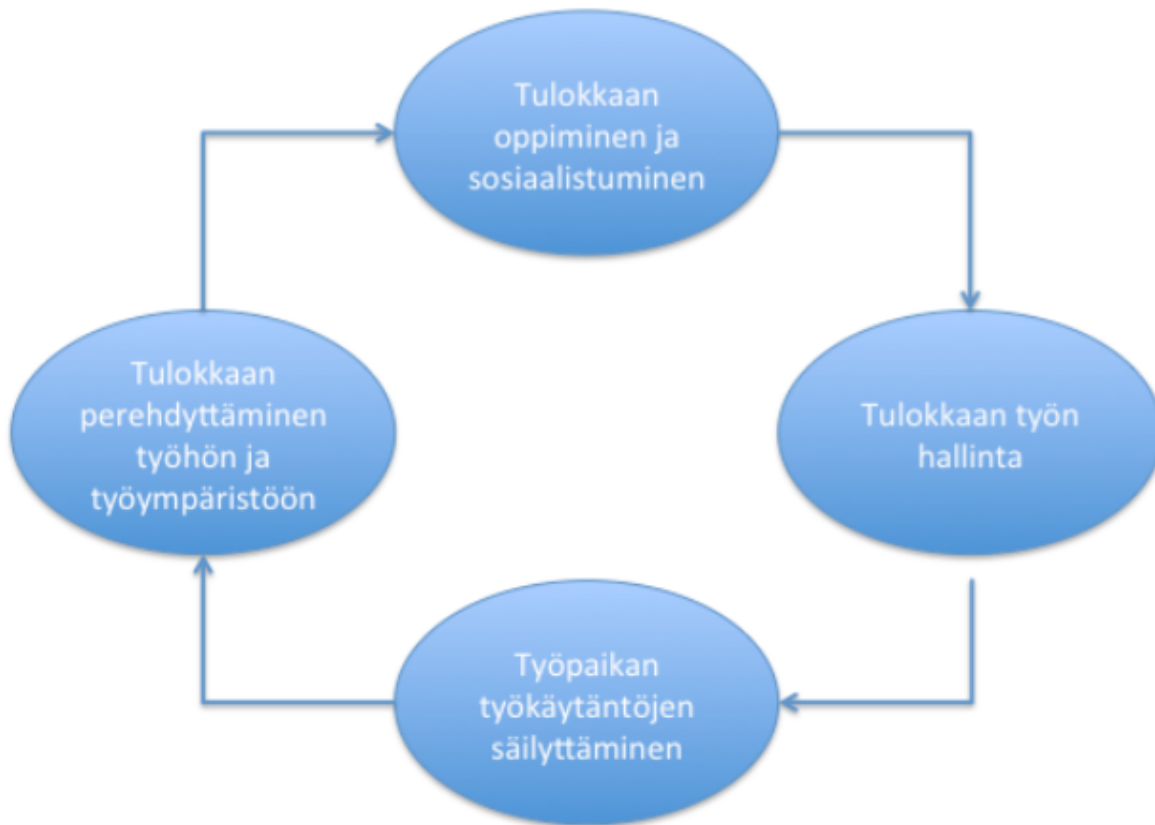 Tulokkaan
oppiminen ja
sosiaalistuminen
Tulokkaan
perehdyttäminen
työhön ja
työympäristöön
Tulokkaan työn
hallinta
Työpaikan
työkäytäntöjen
säilyttäminen